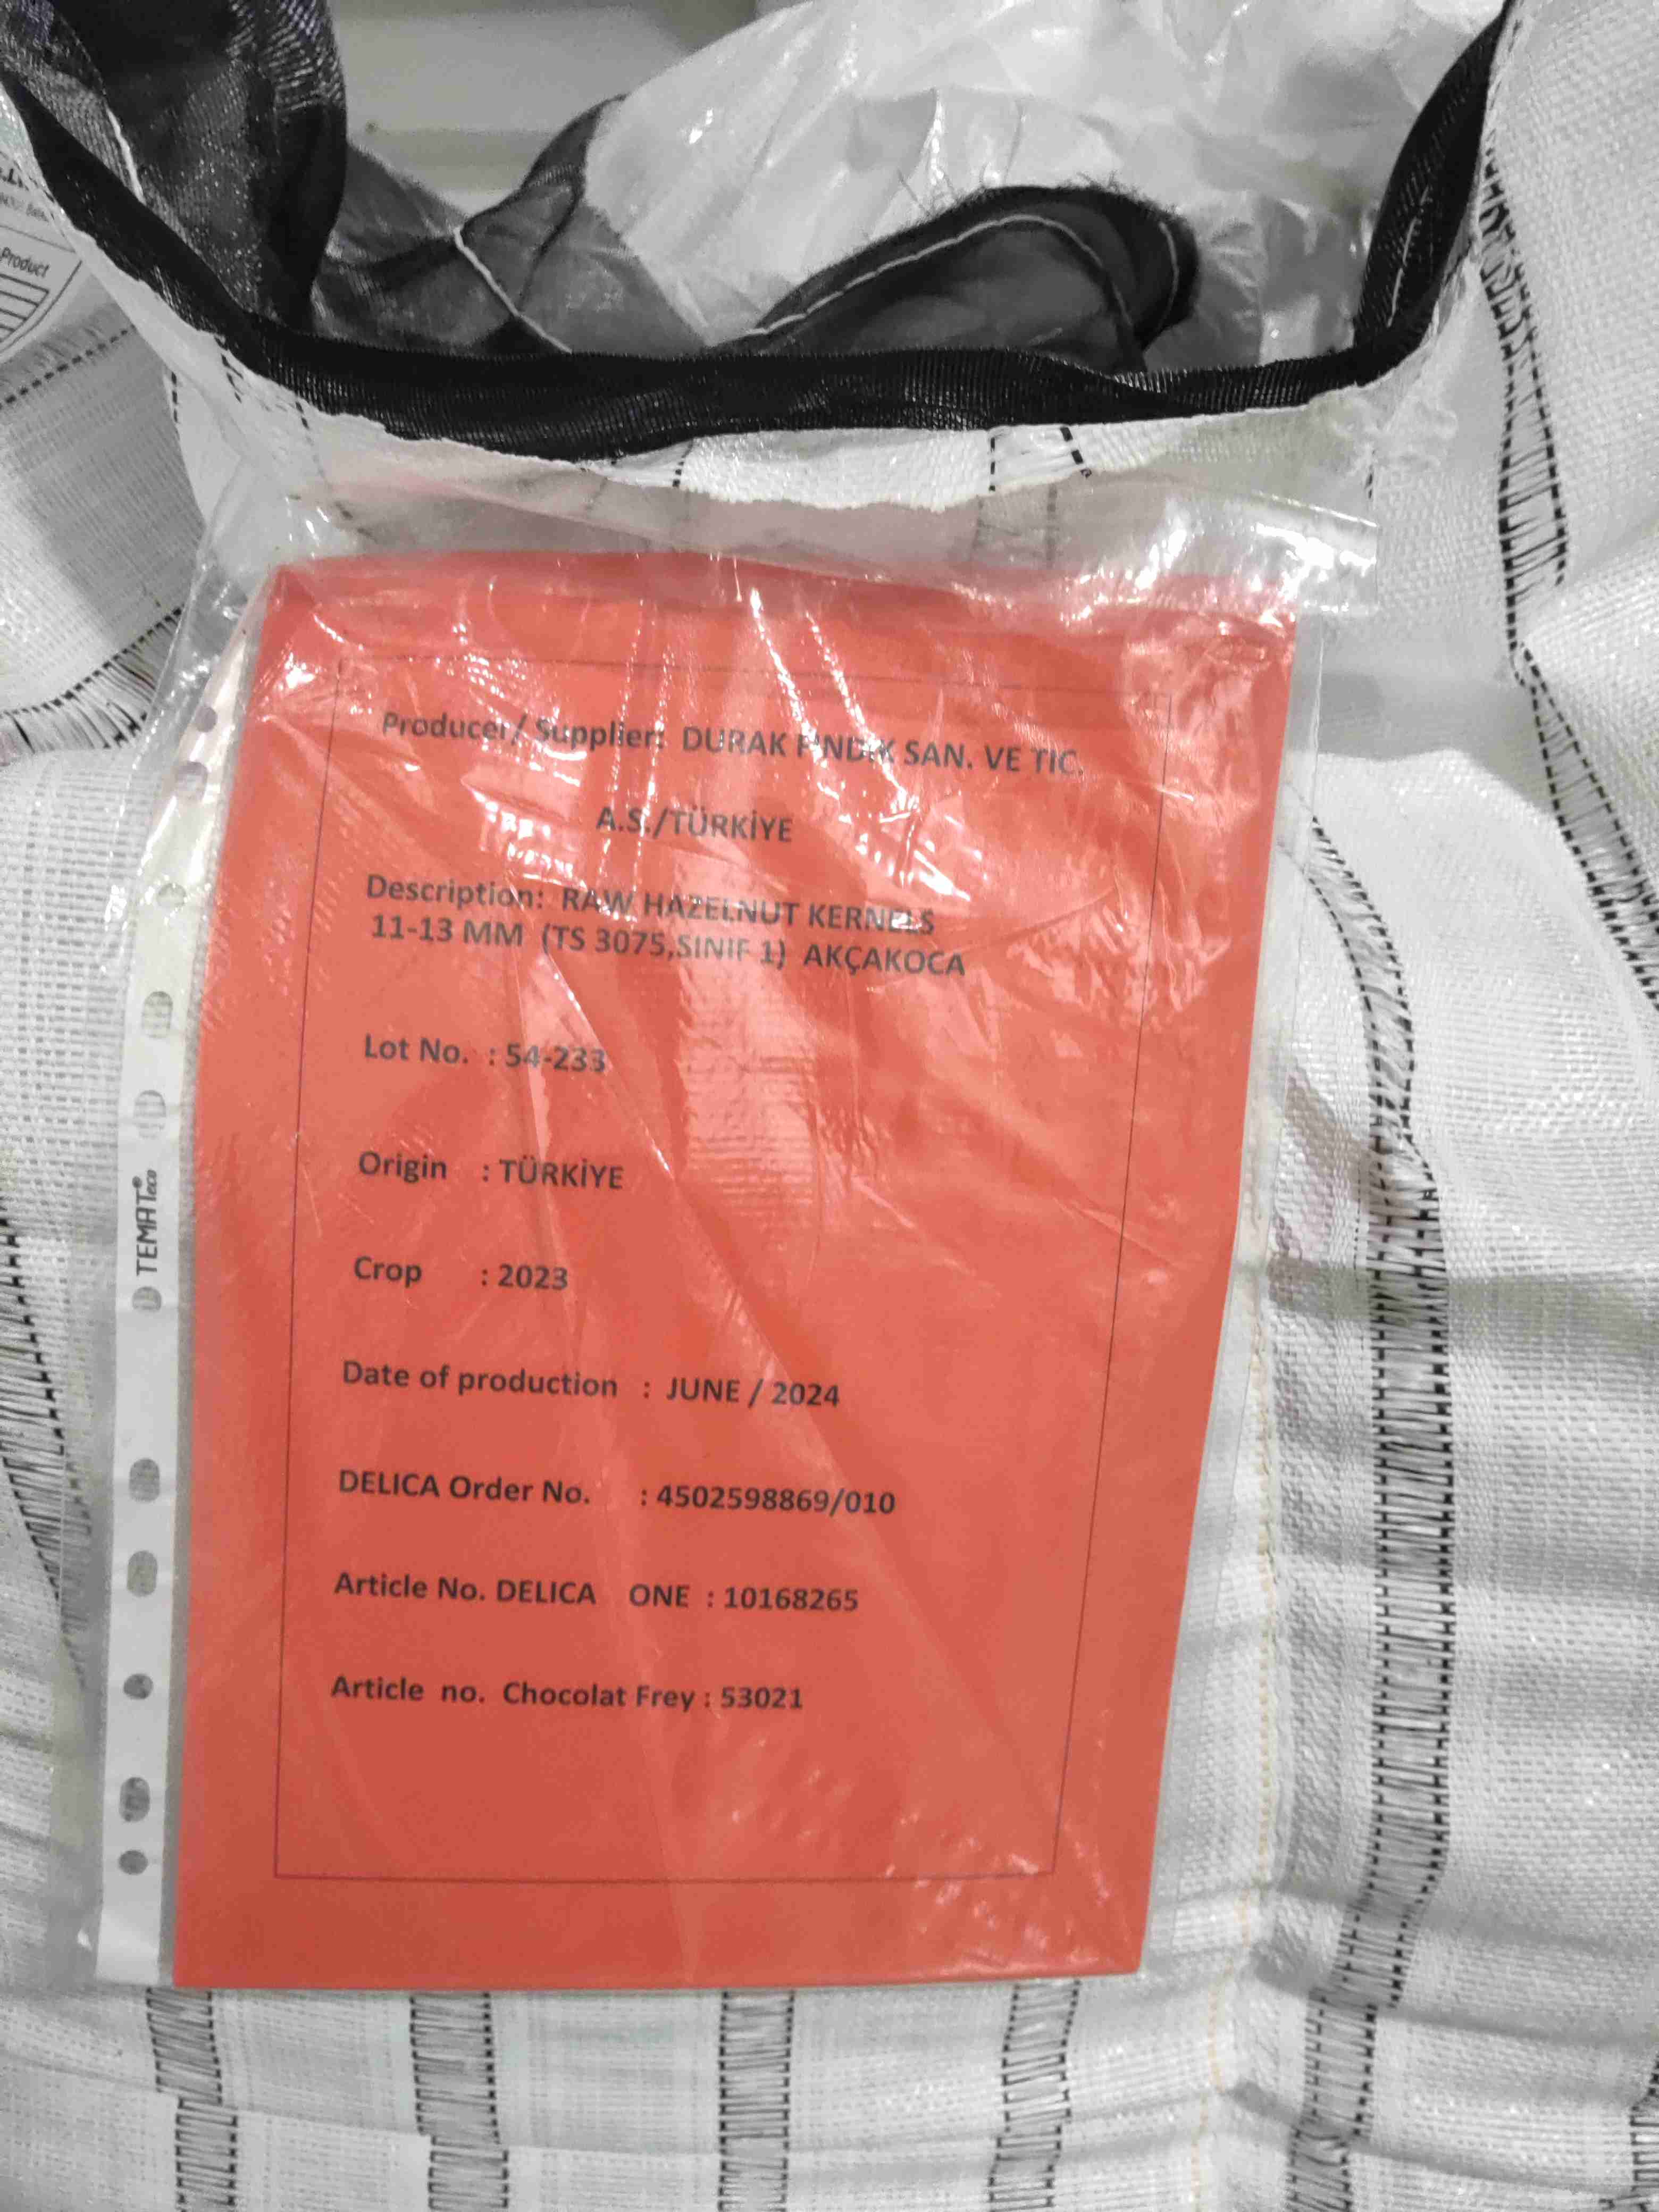 Product
Producer/ Supplier: DURAK FINDIK SAN. VE TIC.
A.S./TÜRKİYE
Description: RAW HAZELNUT KERNELS
11-13 MM (TS 3075,SINIF 1) AKÇAKOCA
Lot No. : 54-233
Origin : TÜRKİYE
Crop : 2023
Date of production : JUNE / 2024
DELICA Order No. : 4502598869/010
Article No. DELICA ONE : 10168265
Article no. Chocolat Frey : 53021
TEMAT® eco